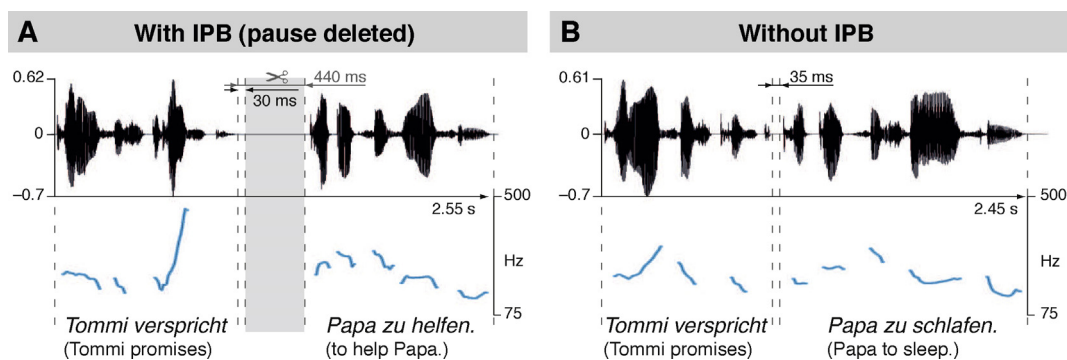 A With IPB (pause deleted)
0.62
440 ms
30 ms
0
−0.7
500
2.55 s
Hz
75
Tommi verspricht Papa zu helfen.
(Tommi promises) (to help Papa.)
B Without IPB
0.61
35 ms
0
−0.7
500
2.45 s
Hz
75
Tommi verspricht Papa zu schlafen.
(Tommi promises) (Papa to sleep.)